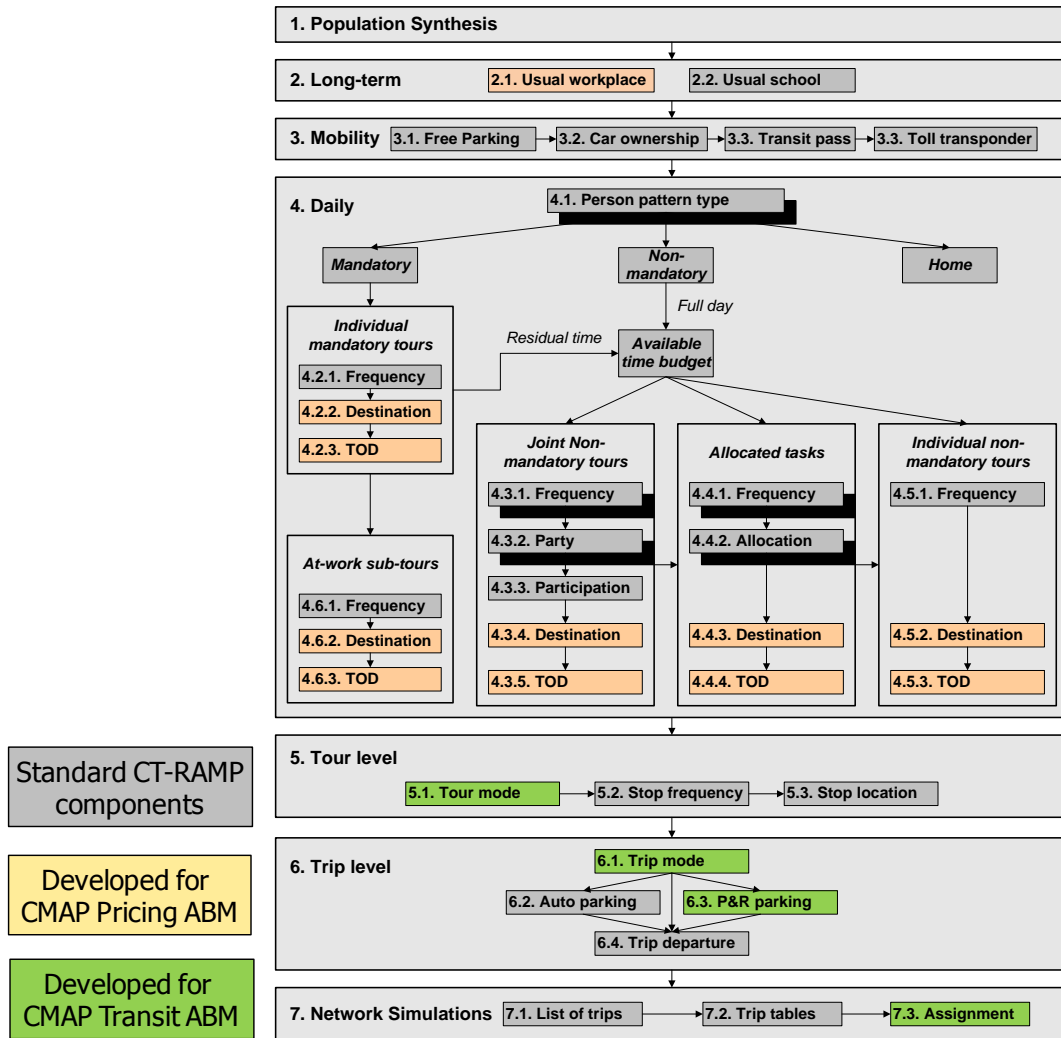 1. Population Synthesis
2. Long-term
2.1. Usual workplace
2.2. Usual school
3. Mobility
3.1. Free Parking
3.2. Car ownership
3.3. Transit pass
3.3. Toll transponder
4. Daily
4.1. Person pattern type
Mandatory
Non-
mandatory
Home
Full day
Individual
mandatory tours
4.2.1. Frequency
4.2.2. Destination
4.2.3. TOD
Residual time
Available
time budget
At-work sub-tours
4.6.1. Frequency
4.6.2. Destination
4.6.3. TOD
Joint Non-
mandatory tours
4.3.1. Frequency
4.3.2. Party
4.3.3. Participation
4.3.4. Destination
4.3.5. TOD
Allocated tasks
4.4.1. Frequency
4.4.2. Allocation
4.4.3. Destination
4.4.4. TOD
Individual non-
mandatory tours
4.5.1. Frequency
4.5.2. Destination
4.5.3. TOD
5. Tour level
5.1. Tour mode
5.2. Stop frequency
5.3. Stop location
6. Trip level
6.1. Trip mode
6.2. Auto parking
6.3. P&R parking
6.4. Trip departure
7. Network Simulations
7.1. List of trips
7.2. Trip tables
7.3. Assignment
Standard CT-RAMP
components
Developed for
CMAP Pricing ABM
Developed for
CMAP Transit ABM